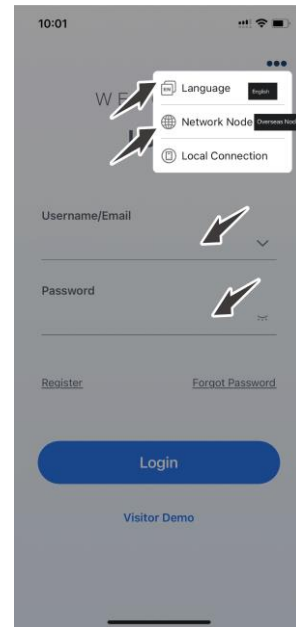 10:01
Language English
W E
Network Node Overseas Nod
Local Connection
Username/Email
Password
Register Forgot Password
Login
Visitor Demo